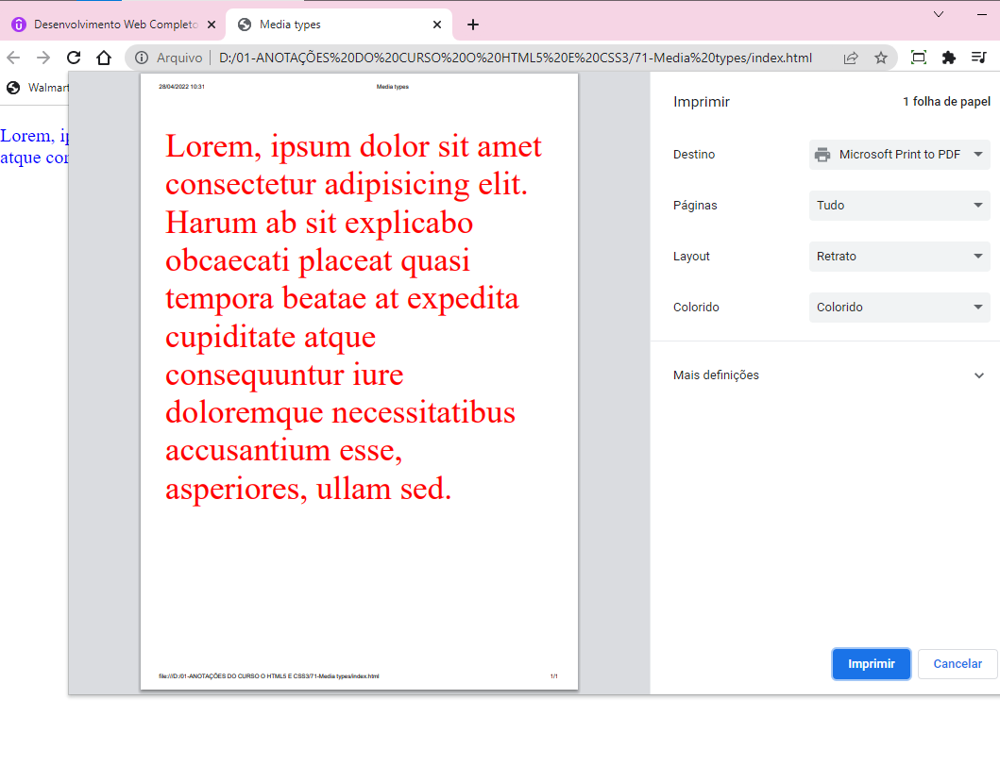 Desenvolvimento Web Completo
Media types
Arquivo
D:/01-ANOTAÇÕES%20DO%20CURSO%20O%20HTML5%20E%20CSS3/71-Media%20types/index.html
Walmart
Lorem, ip
atque cor
28/04/2022 10:31
Media types
Lorem, ipsum dolor sit amet
consectetur adipisicing elit.
Harum ab sit explicabo
obcaecati placeat quasi
tempora beatae at expedita
cupiditate atque
consequuntur iure
doloremque necessitatibus
accusantium esse,
asperiores, ullam sed.
file:///D:/01-ANOTAÇÕES DO CURSO O HTML5 E CSS3/71-Media types/index.html
1/1
Imprimir
1 folha de papel
Destino
Microsoft Print to PDF
Páginas
Tudo
Layout
Retrato
Colorido
Colorido
Mais definições
Imprimir
Cancelar